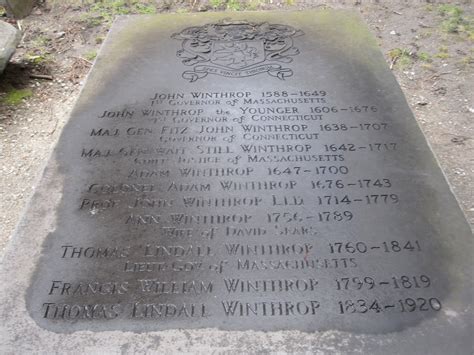 JOHN WINTHROP 1588-1649
1ST GOVERNOR OF MASSACHUSETTS
JOHN WINTHROP THE YOUNGER 1606-1676
GOVERNOR OF CONNECTICUT
MAJ. GEN. FITZ JOHN WINTHROP 1638-1707
GOVERNOR OF CONNECTICUT
MAJ. GEN. WAIT STILL WINTHROP 1642-1717
CHIEF JUSTICE OF MASSACHUSETTS
ADAM WINTHROP 1647-1700
COLONEL ADAM WINTHROP 1676-1743
PROF. JOHN WINTHROP LLD 1714-1779
ANN WINTHROP 1756-1789
WIFE OF DAVID SEARS
THOMAS LINDALL WINTHROP 1760-1841
LIEUT GOV OF MASSACHUSETTS
FRANCIS WILLIAM WINTHROP 1799-1819
THOMAS LINDALL WINTHROP 1834-1920